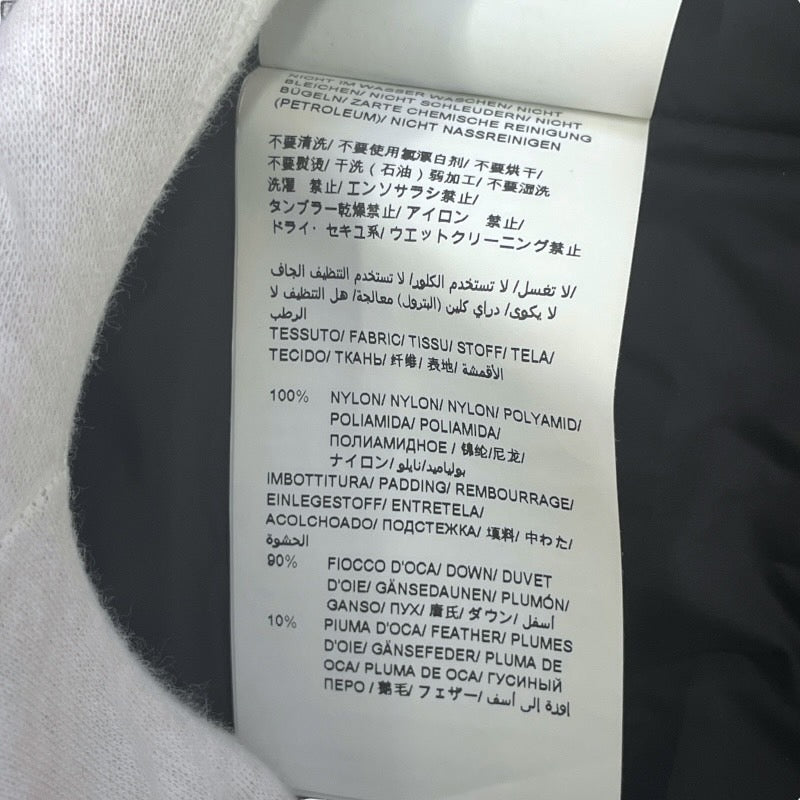 NICHT IM WASSER WASCHEN/ NICHT
BLEICHEN/ NICHT SCHLEUDERN/ NICHT
BÜGELN/ ZARTE CHEMISCHE REINIGUNG
(PETROLEUM)/ NICHT NASSREINIGEN
不要清洗/ 不要使用氯漂白剂/ 不要烘干/
不要熨烫/ 干洗（石油）弱加工/ 不要湿洗
洗濯 禁止/ エンソサラシ禁止/
タンブラー乾燥禁止/ アイロン 禁止/
ドライ・セキユ系/ ウエットクリーニング禁止
لا تغسل/ لا تستخدم الكلور/ لا تستخدم التنظيف الجاف/
لا يكوى/ دراي كلين (البترول) معالجة/ هل التنظيف لا
الرطب
TESSUTO/ FABRIC/ TISSU/ STOFF/ TELA/
TECIDO/ ТКАНЬ/ 纤维/ 表地/ الأقمشة
100% NYLON/ NYLON/ NYLON/ POLYAMID/
POLIAMIDA/ POLIAMIDA/
ПОЛИАМИДНОЕ / 锦纶/尼龙/
ナイロン/ بولياميد/نايلو
IMBOTTITURA/ PADDING/ REMBOURRAGE/
EINLEGESTOFF/ ENTRETELA/
ACOLCHOADO/ ПОДСТЕЖКА/ 填料/ 中わた/
الحشوة
90% FIOCCO D'OCA/ DOWN/ DUVET
D'OIE/ GÄNSEDAUNEN/ PLUMÓN/
GANSO/ ПУХ/ 唐氏/ ダウン/ أسفل
10% PIUMA D'OCA/ FEATHER/ PLUMES
D'OIE/ GÄNSEFEDER/ PLUMA DE
OCA/ PLUMA DE OCA/ ГУСИНЫЙ
ПЕРО / 鹅毛/ フェザー/ اوزة إلى أسف